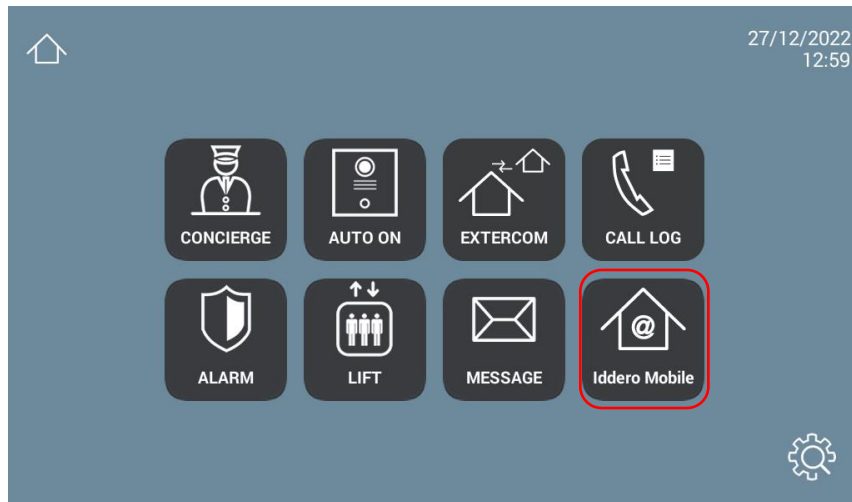 27/12/2022
12:59
CONCIERGE
AUTO ON
EXTERCOM
CALL LOG
ALARM
LIFT
MESSAGE
@
Iddero Mobile